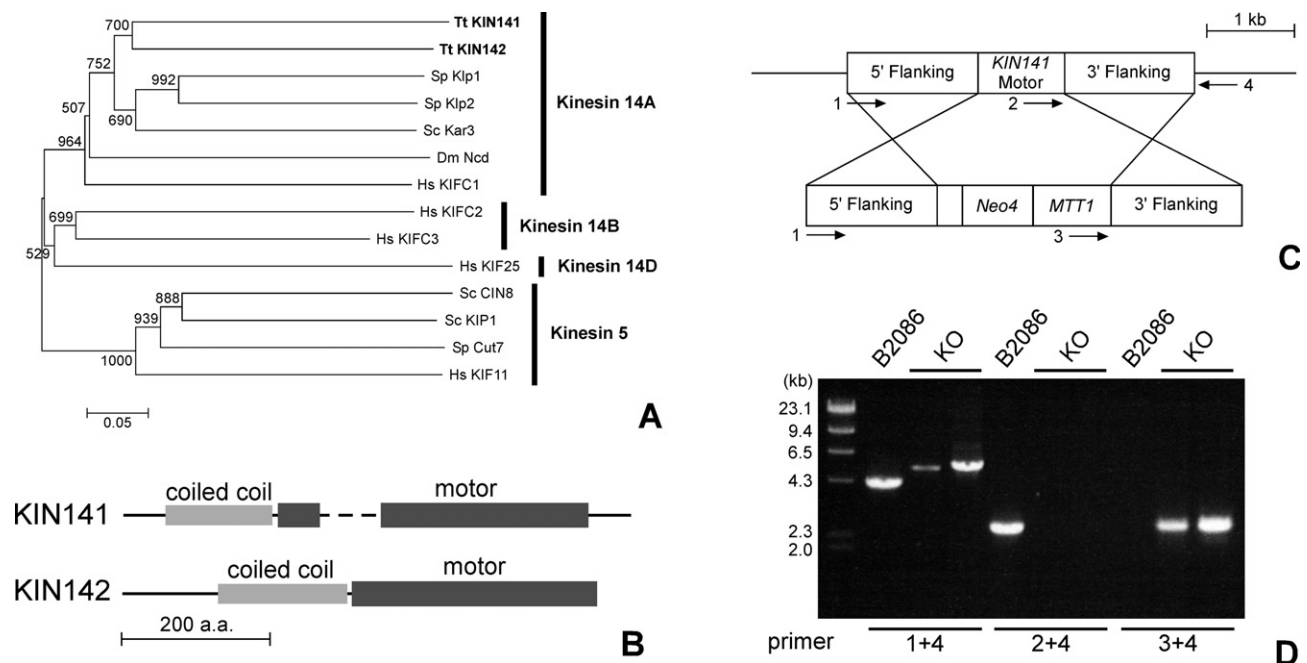 700
Tt KIN141
Tt KIN142
752
992
Sp Klp1
Sp Klp2
507
690
Sc Kar3
Kinesin 14A
964
Dm Ncd
Hs KIFC1
699
Hs KIFC2
Hs KIFC3
Kinesin 14B
529
Hs KIF25
Kinesin 14D
888
Sc CIN8
939
Sc KIP1
Kinesin 5
Sp Cut7
1000
Hs KIF11
0.05
A
coiled coil
motor
KIN141
coiled coil
motor
KIN142
200 a.a.
B
1 kb
5' Flanking
KIN141
Motor
3' Flanking
1
2
4
5' Flanking
Neo4
MTT1
3' Flanking
1
3
C
B2086
KO
B2086
KO
B2086
KO
(kb)
23.1
9.4
6.5
4.3
2.3
2.0
primer
1+4
2+4
3+4
D